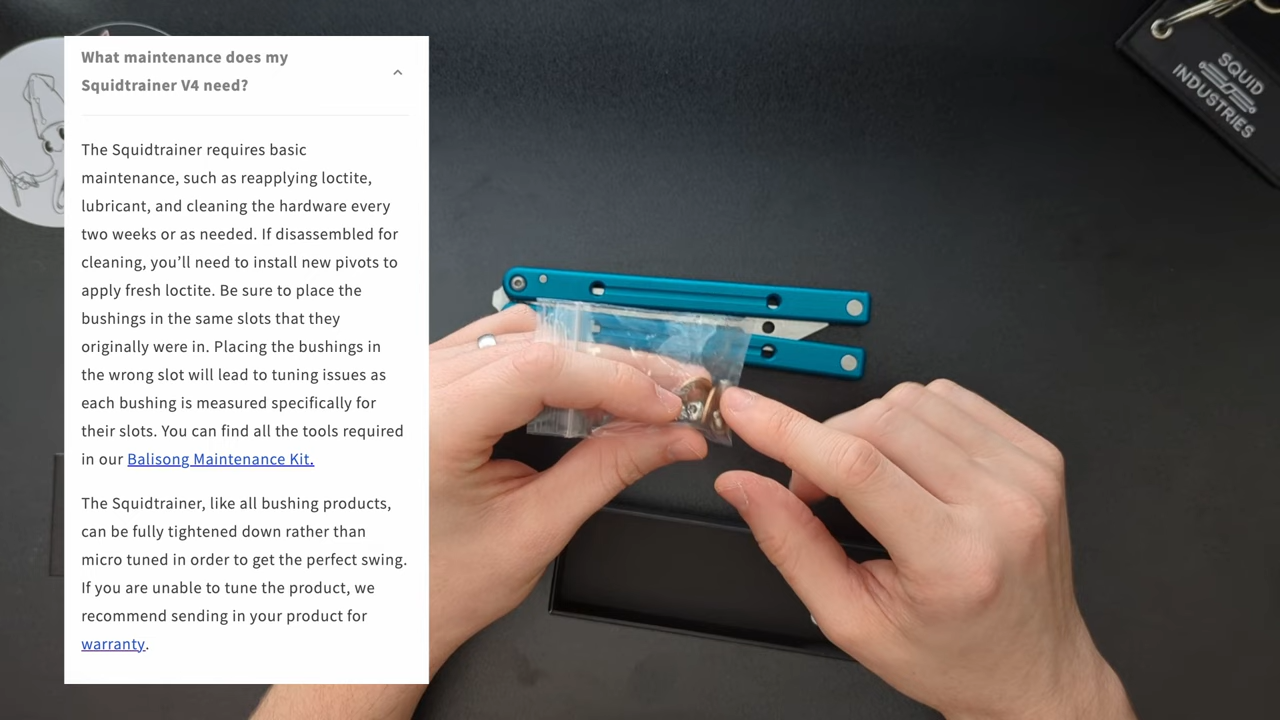 What maintenance does my
Squidtrainer V4 need?
The Squidtrainer requires basic
maintenance, such as reapplying loctite,
lubricant, and cleaning the hardware every
two weeks or as needed. If disassembled for
cleaning, you’ll need to install new pivots to
apply fresh loctite. Be sure to place the
bushings in the same slots that they
originally were in. Placing the bushings in
the wrong slot will lead to tuning issues as
each bushing is measured specifically for
their slots. You can find all the tools required
in our Balisong Maintenance Kit.
The Squidtrainer, like all bushing products,
can be fully tightened down rather than
micro tuned in order to get the perfect swing.
If you are unable to tune the product, we
recommend sending in your product for
warranty.
SQUID
INDUSTRIES